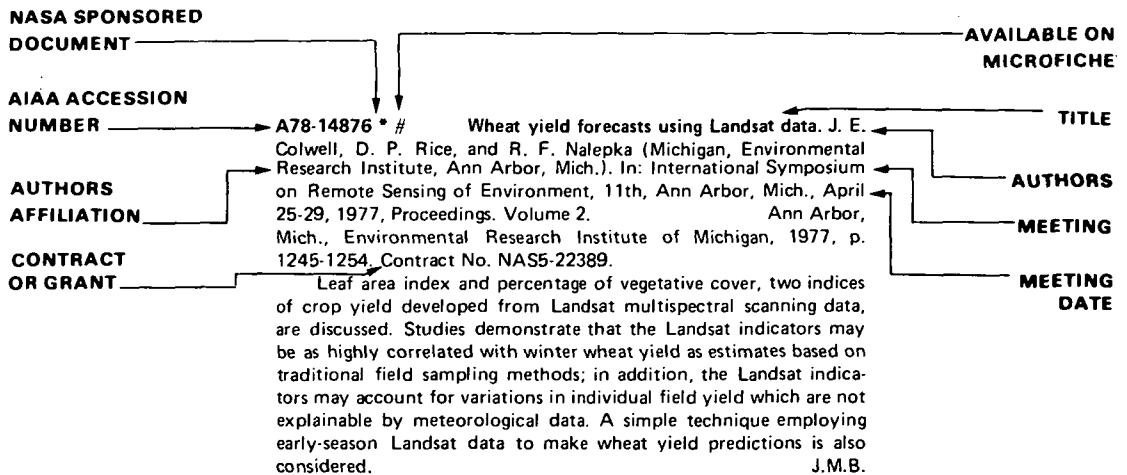 NASA SPONSORED
DOCUMENT
AVAILABLE ON
MICROFICHE
AIAA ACCESSION
NUMBER
TITLE
A78-14876 * # Wheat yield forecasts using Landsat data. J. E.
Colwell, D. P. Rice, and R. F. Nalepka (Michigan, Environmental
Research Institute, Ann Arbor, Mich.). In: International Symposium
on Remote Sensing of Environment, 11th, Ann Arbor, Mich., April
25-29, 1977, Proceedings. Volume 2. Ann Arbor,
Mich., Environmental Research Institute of Michigan, 1977, p.
1245-1254. Contract No. NAS5-22389.
AUTHORS
AFFILIATION
AUTHORS
MEETING
CONTRACT
OR GRANT
MEETING
DATE
Leaf area index and percentage of vegetative cover, two indices
of crop yield developed from Landsat multispectral scanning data,
are discussed. Studies demonstrate that the Landsat indicators may
be as highly correlated with winter wheat yield as estimates based on
traditional field sampling methods; in addition, the Landsat indica-
tors may account for variations in individual field yield which are not
explainable by meteorological data. A simple technique employing
early-season Landsat data to make wheat yield predictions is also
considered. J.M.B.